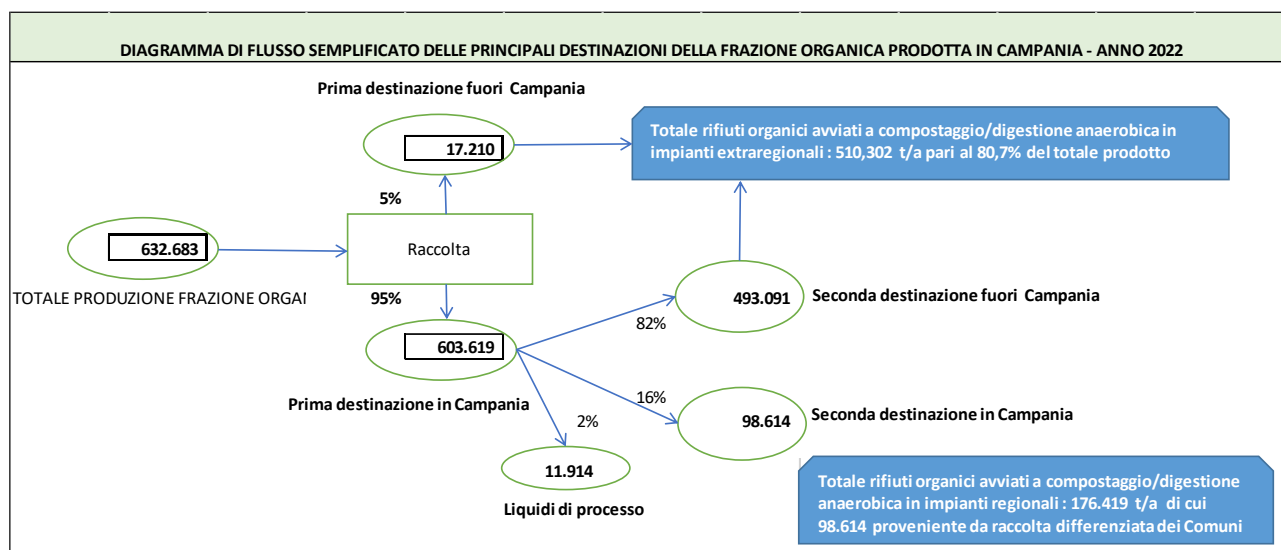 DIAGRAMMA DI FLUSSO SEMPLIFICATO DELLE PRINCIPALI DESTINAZIONI DELLA FRAZIONE ORGANICA PRODOTTA IN CAMPANIA - ANNO 2022
Prima destinazione fuori Campania
17.210
Totale rifiuti organici avviati a compostaggio/digestione anaerobica in
impianti extraregionali : 510,302 t/a pari al 80,7% del totale prodotto
5%
632.683
Raccolta
TOTALE PRODUZIONE FRAZIONE ORGAN
95%
493.091
Seconda destinazione fuori Campania
82%
603.619
Prima destinazione in Campania
16%
98.614
Seconda destinazione in Campania
2%
11.914
Liquidi di processo
Totale rifiuti organici avviati a compostaggio/digestione
anaerobica in impianti regionali : 176.419 t/a di cui
98.614 proveniente da raccolta differenziata dei Comuni